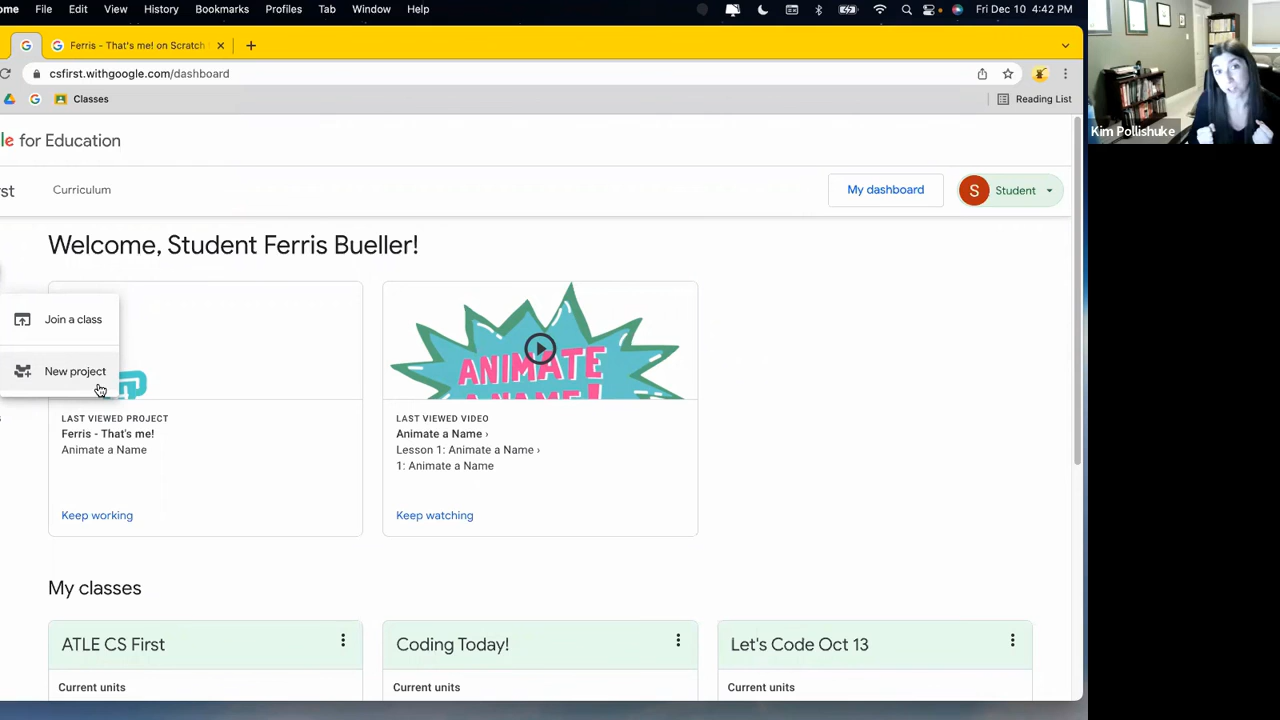 ome File Edit View History Bookmarks Profiles Tab Window Help Fri Dec 10 4:42 PM
Ferris - That's me! on Scratch
csfirst.withgoogle.com/dashboard
Classes
Reading List
Kim Pollishuke
le for Education
rst Curriculum My dashboard S Student
Welcome, Student Ferris Bueller!
Join a class
New project
ANIMATE
A NAME!
LAST VIEWED PROJECT
Ferris - That's me!
Animate a Name
Keep working
LAST VIEWED VIDEO
Animate a Name ›
Lesson 1: Animate a Name ›
1: Animate a Name
Keep watching
My classes
ATLE CS First
Current units
Coding Today!
Current units
Let's Code Oct 13
Current units